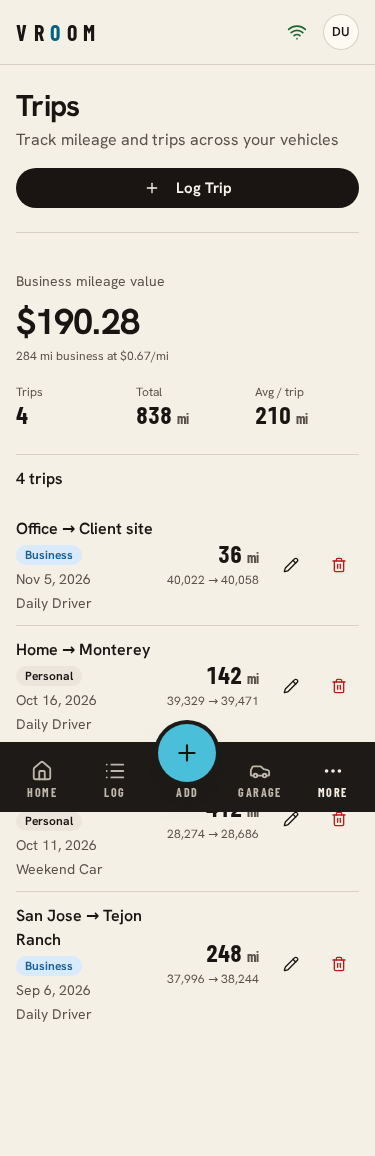 VROOM
DU
Trips
Track mileage and trips across your vehicles
Log Trip
Business mileage value
$190.28
284 mi business at $0.67/mi
Trips
Total
Avg / trip
4
838 mi
210 mi
4 trips
Office → Client site
Business
36 mi
Nov 5, 2026
40,022 → 40,058
Daily Driver
Home → Monterey
Personal
142 mi
Oct 16, 2026
39,329 → 39,471
Daily Driver
HOME
LOG
ADD
GARAGE
MORE
Personal
28,274 → 28,686
Oct 11, 2026
Weekend Car
San Jose → Tejon
Ranch
Business
248 mi
Sep 6, 2026
37,996 → 38,244
Daily Driver